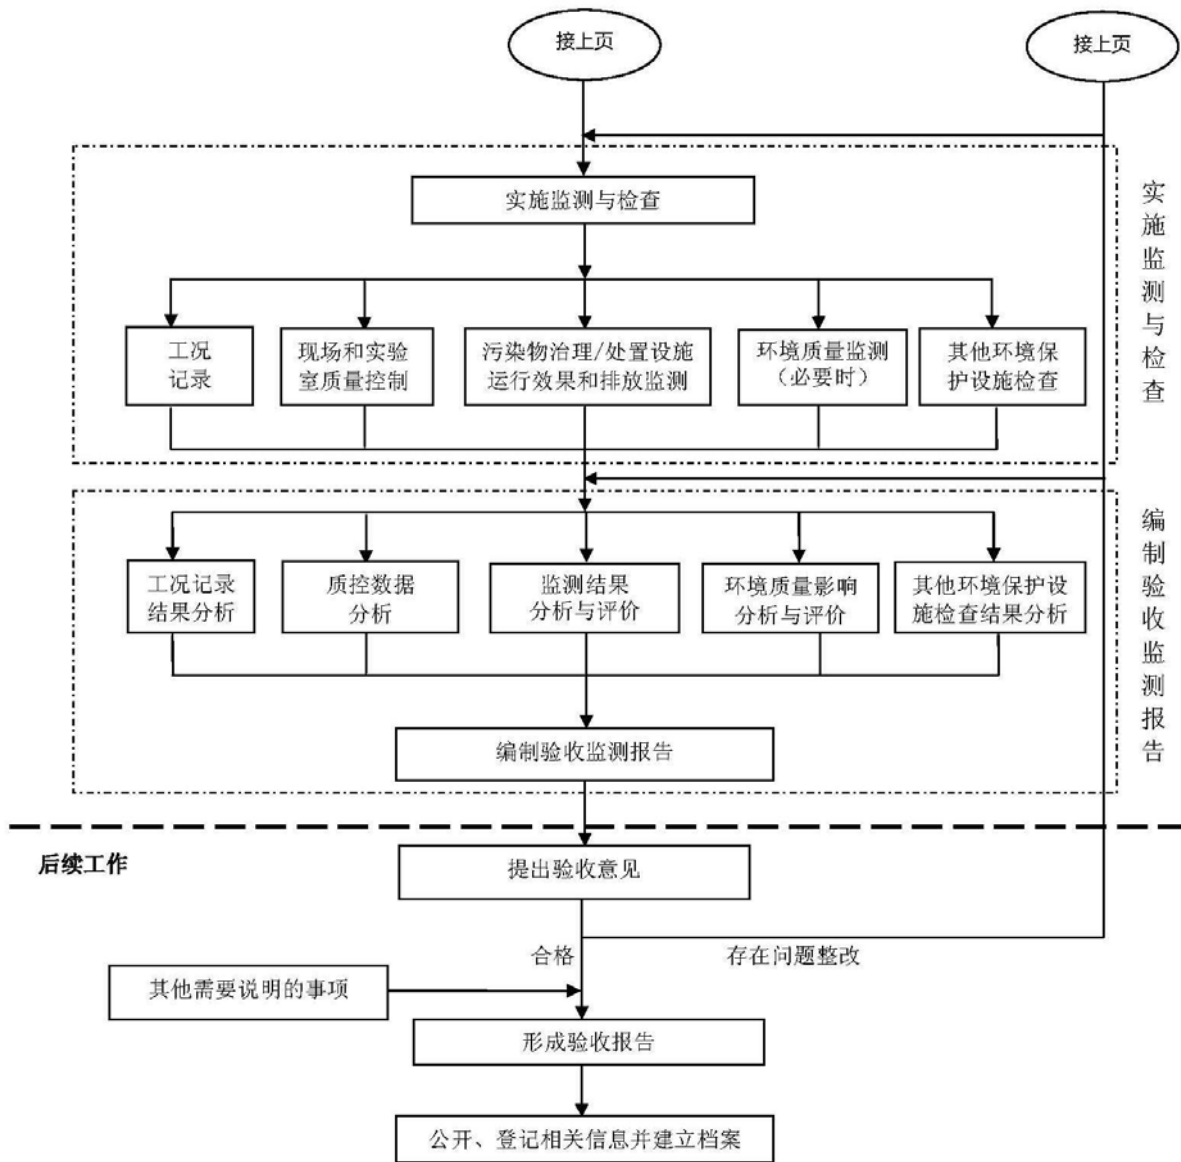 接上页
接上页
实施监测与检查
实施监测与检查
工况
记录
现场和实验
室质量控制
污染物治理/处置设施
运行效果和排放监测
环境质量监测
（必要时）
其他环境保
护设施检查
编制验收监测报告
工况记录
结果分析
质控数据
分析
监测结果
分析与评价
环境质量影响
分析与评价
其他环境保护设
施检查结果分析
编制验收监测报告
后续工作
提出验收意见
合格
存在问题整改
其他需要说明的事项
形成验收报告
公开、登记相关信息并建立档案